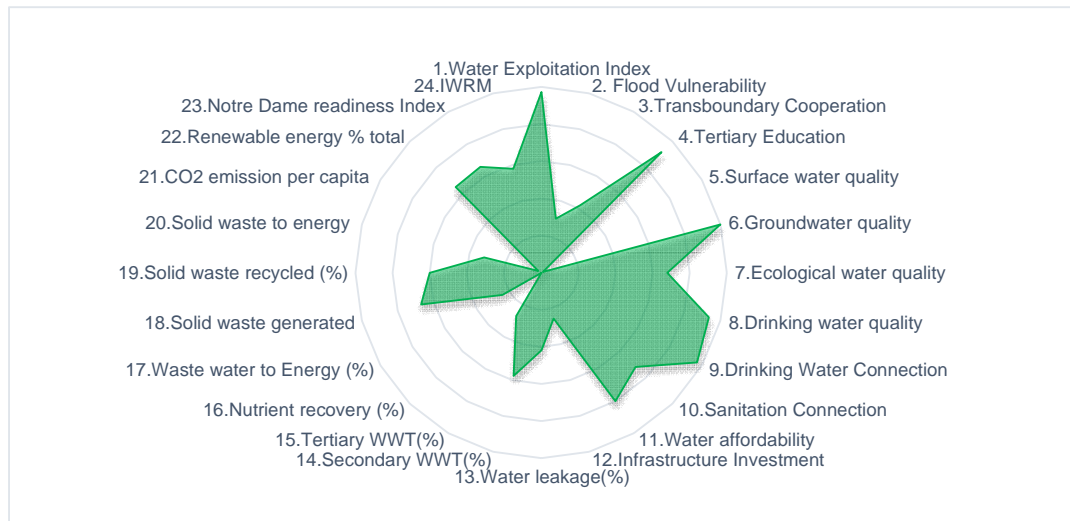 1.Water Exploitation Index
2. Flood Vulnerability
3.Transboundary Cooperation
4.Tertiary Education
5.Surface water quality
6.Groundwater quality
7.Ecological water quality
8.Drinking water quality
9.Drinking Water Connection
10.Sanitation Connection
11.Water affordability
12.Infrastructure Investment
13.Water leakage(%)
14.Secondary WWT(%)
15.Tertiary WWT(%)
16.Nutrient recovery (%)
17.Waste water to Energy (%)
18.Solid waste generated
19.Solid waste recycled (%)
20.Solid waste to energy
21.CO2 emission per capita
22.Renewable energy % total
23.Notre Dame readiness Index
24.IWRM